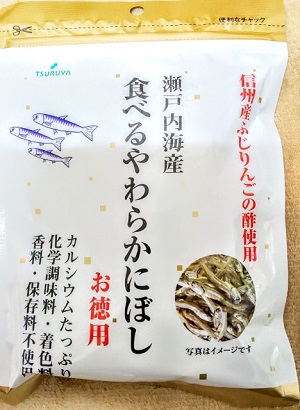 便利なチャック
TSURUYA
信州産ふじりんごの酢使用
瀬戸内海産
食べるやわらかにぼし
お徳用
カルシウムたっぷり
化学調味料・着色料
香料・保存料不使用
写真はイメージです